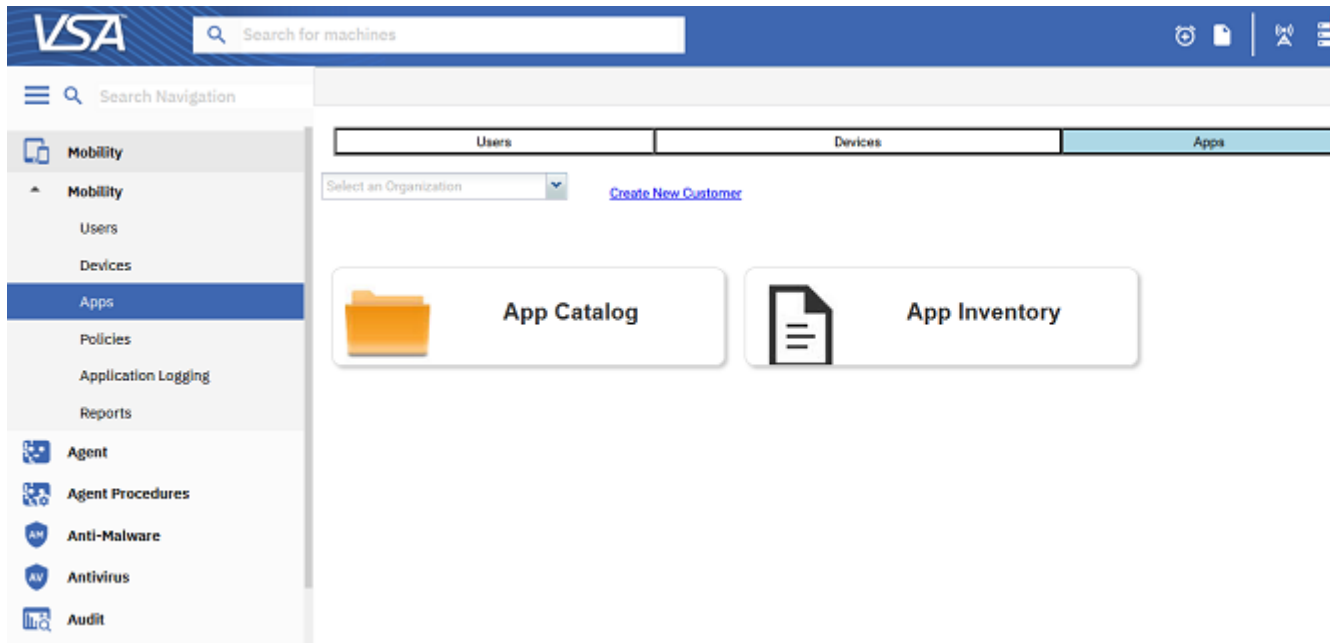 VSA
Search for machines
Search Navigation
Mobility
Mobility
Users
Devices
Apps
Policies
Application Logging
Reports
Agent
Agent Procedures
AM
Anti-Malware
AV
Antivirus
Audit
Users
Devices
Apps
Select an Organization
Create New Customer
App Catalog
App Inventory